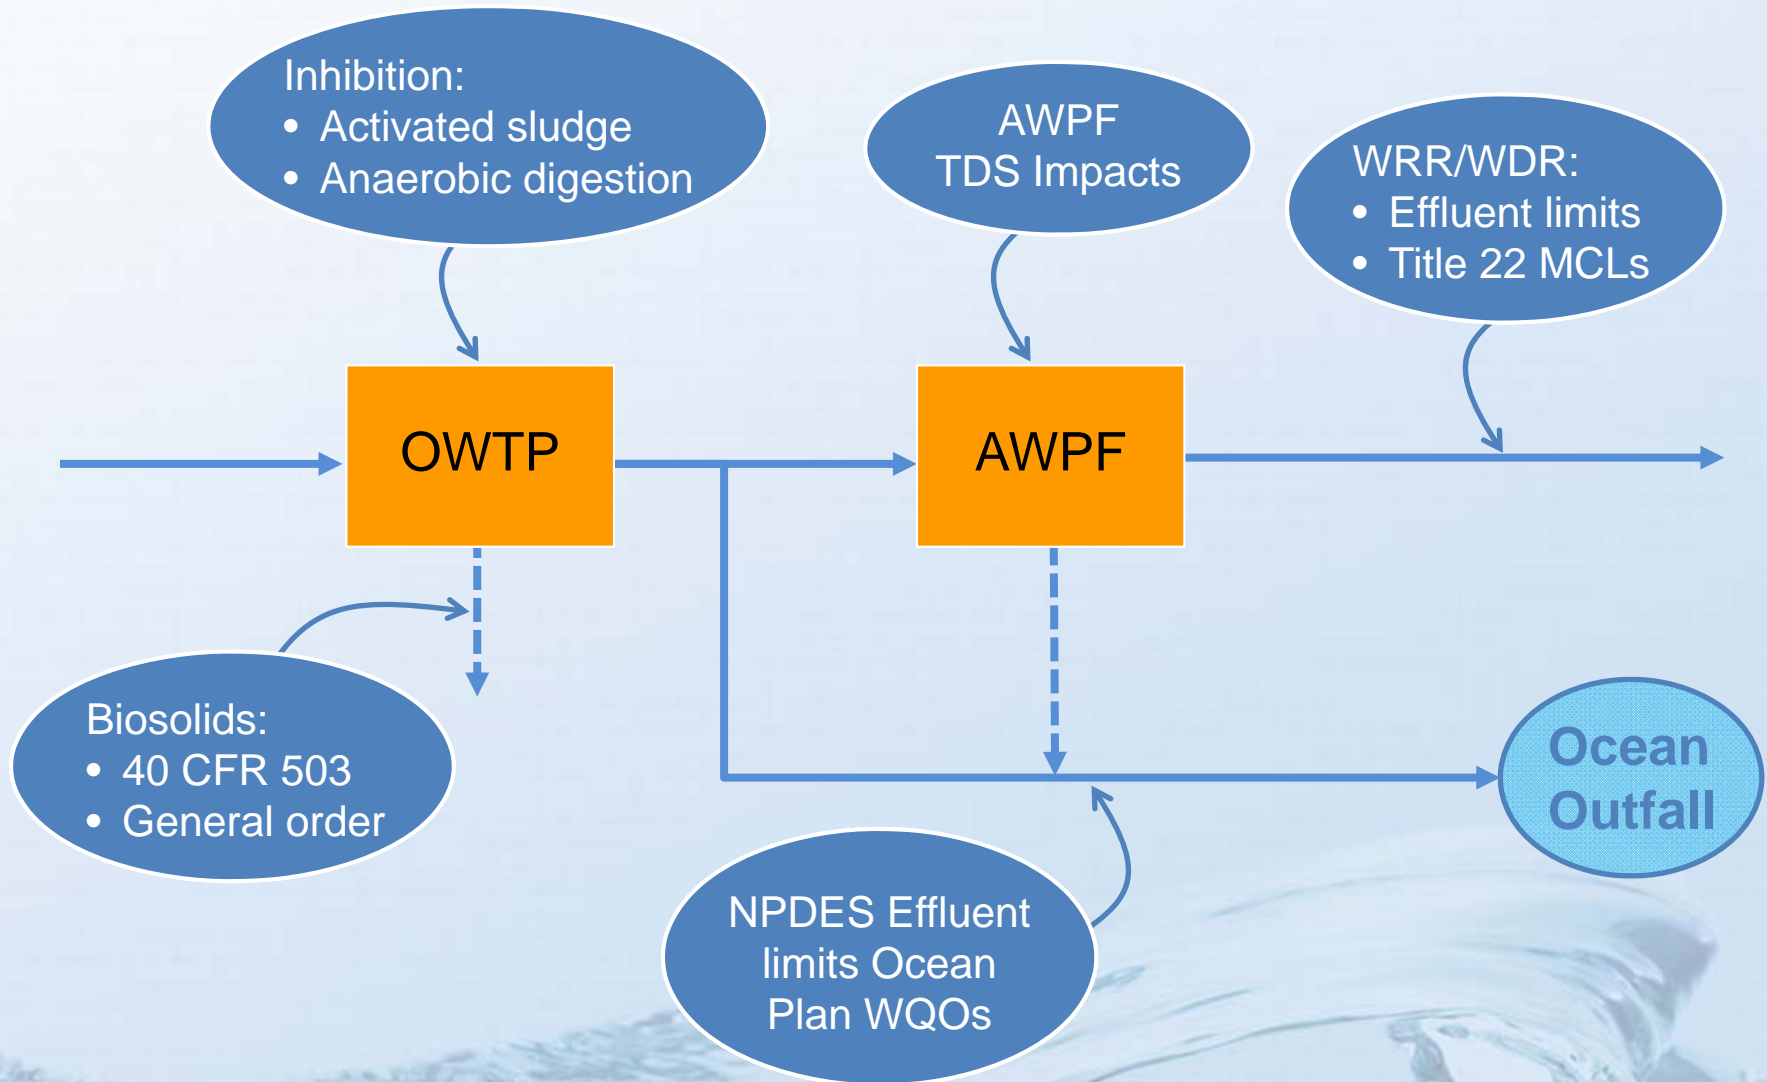 Inhibition:
• Activated sludge
• Anaerobic digestion
AWPF
TDS Impacts
WRR/WDR:
• Effluent limits
• Title 22 MCLs
OWTP
AWPF
Biosolids:
• 40 CFR 503
• General order
Ocean
Outfall
NPDES Effluent
limits Ocean
Plan WQOs